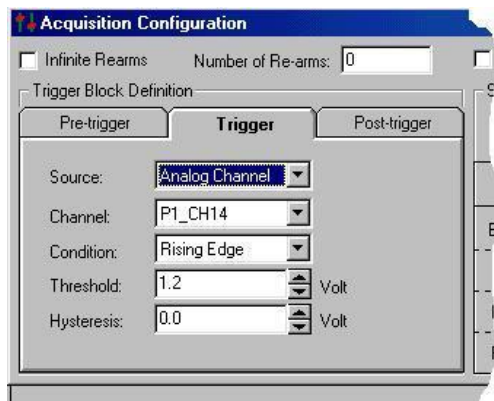 Acquisition Configuration
Infinite Rearms Number of Re-arms: 0
Trigger Block Definition
Pre-trigger Trigger Post-trigger
Source: Analog Channel
Channel: P1_CH14
Condition: Rising Edge
Threshold: 1.2 Volt
Hysteresis: 0.0 Volt